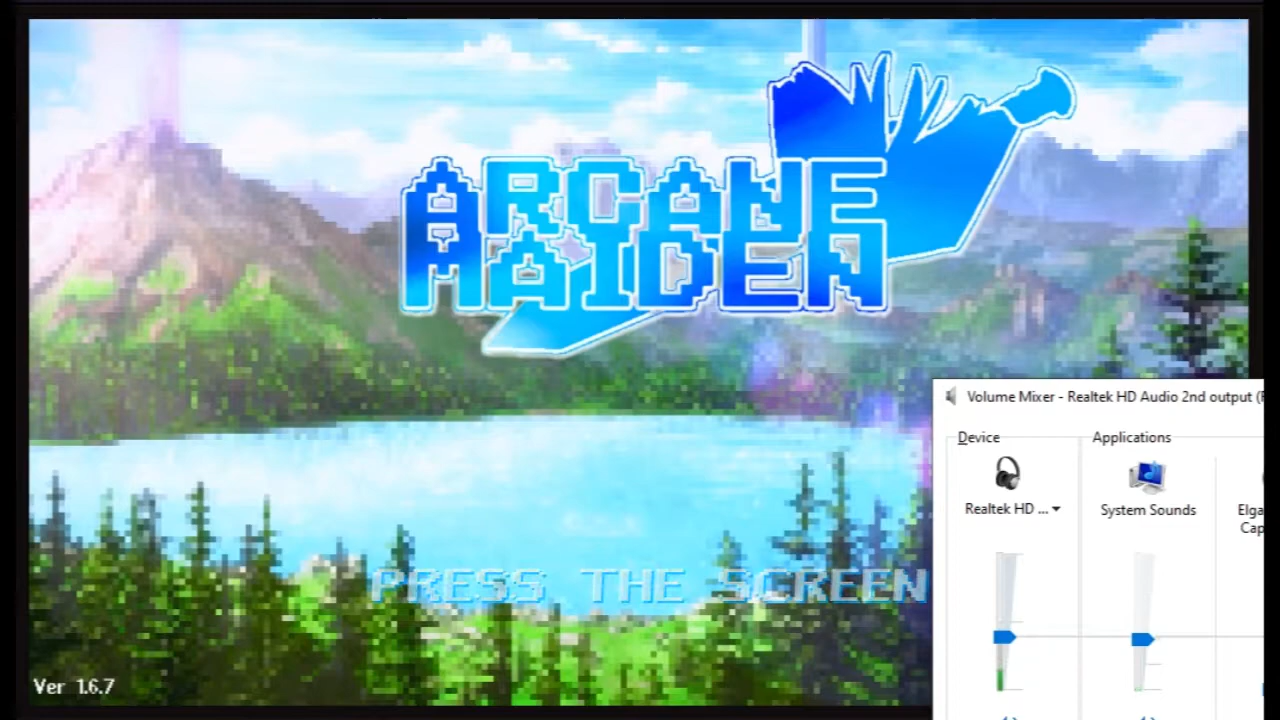 ARCANE
MAIDEN
PRESS THE SCREEN
Ver 1.6.7
Volume Mixer - Realtek HD Audio 2nd output (
Device
Applications
Realtek HD ...
System Sounds